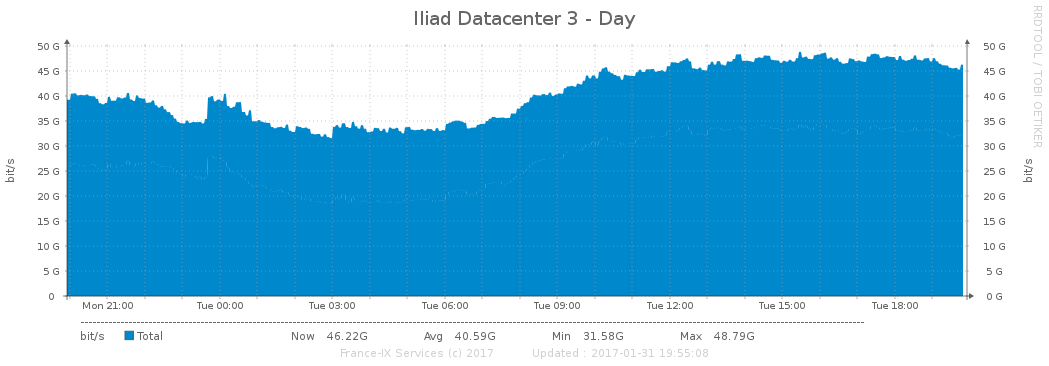 Iliad Datacenter 3 - Day
RRDTOOL / TOBI OETIKER
50 G 50 G
45 G 45 G
40 G 40 G
35 G 35 G
30 G 30 G
25 G 25 G
20 G 20 G
15 G 15 G
10 G 10 G
5 G 5 G
0 0 G
bit/s bit/s
Mon 21:00 Tue 00:00 Tue 03:00 Tue 06:00 Tue 09:00 Tue 12:00 Tue 15:00 Tue 18:00
bit/s Total Now 46.22G Avg 40.59G Min 31.58G Max 48.79G
France-IX Services (c) 2017 Updated : 2017-01-31 19:55:08